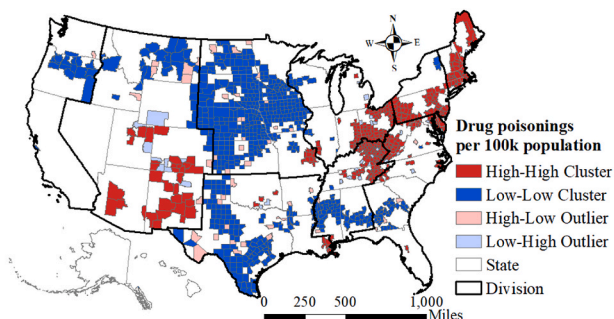 N
W E
S
Drug poisonings
per 100k population
High-High Cluster
Low-Low Cluster
High-Low Outlier
Low-High Outlier
State
Division
0 250 500 1,000
Miles